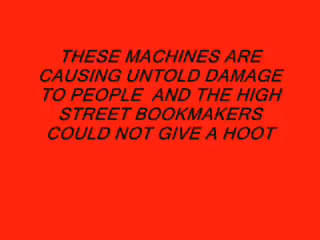 THESE MACHINES ARE
CAUSING UNTOLD DAMAGE
TO PEOPLE  AND THE HIGH
STREET BOOKMAKERS
COULD NOT GIVE A HOOT